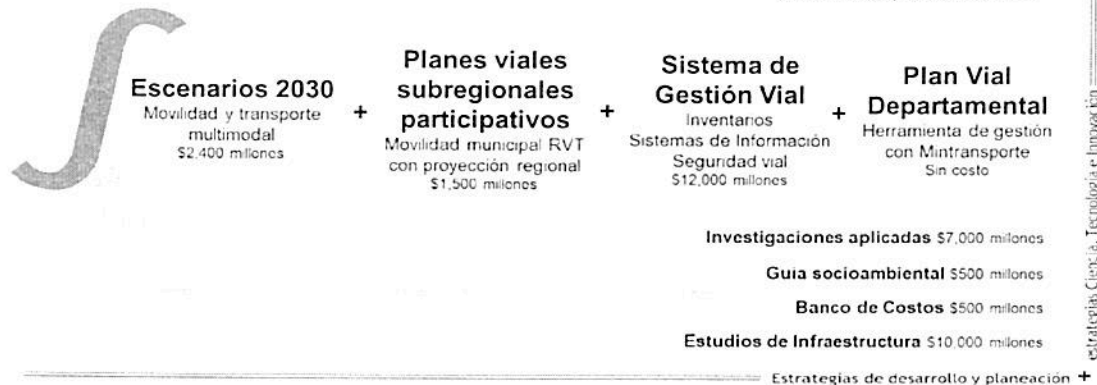 Escenarios 2030
Movilidad y transporte
multimodal
$2,400 millones
+
Planes viales
subregionales
participativos
Movilidad municipal RVT
con proyección regional
$1,500 millones
+
Sistema de
Gestión Vial
Inventarios
Sistemas de Información
Seguridad vial
$12,000 millones
+
Plan Vial
Departamental
Herramienta de gestión
con Mintransporte
Sin costo
Investigaciones aplicadas $7,000 millones
Guía socioambiental $500 millones
Banco de Costos $500 millones
Estudios de Infraestructura $10,000 millones
Estrategias de desarrollo y planeación +
estrategias Ciencia, Tecnología e Innovación